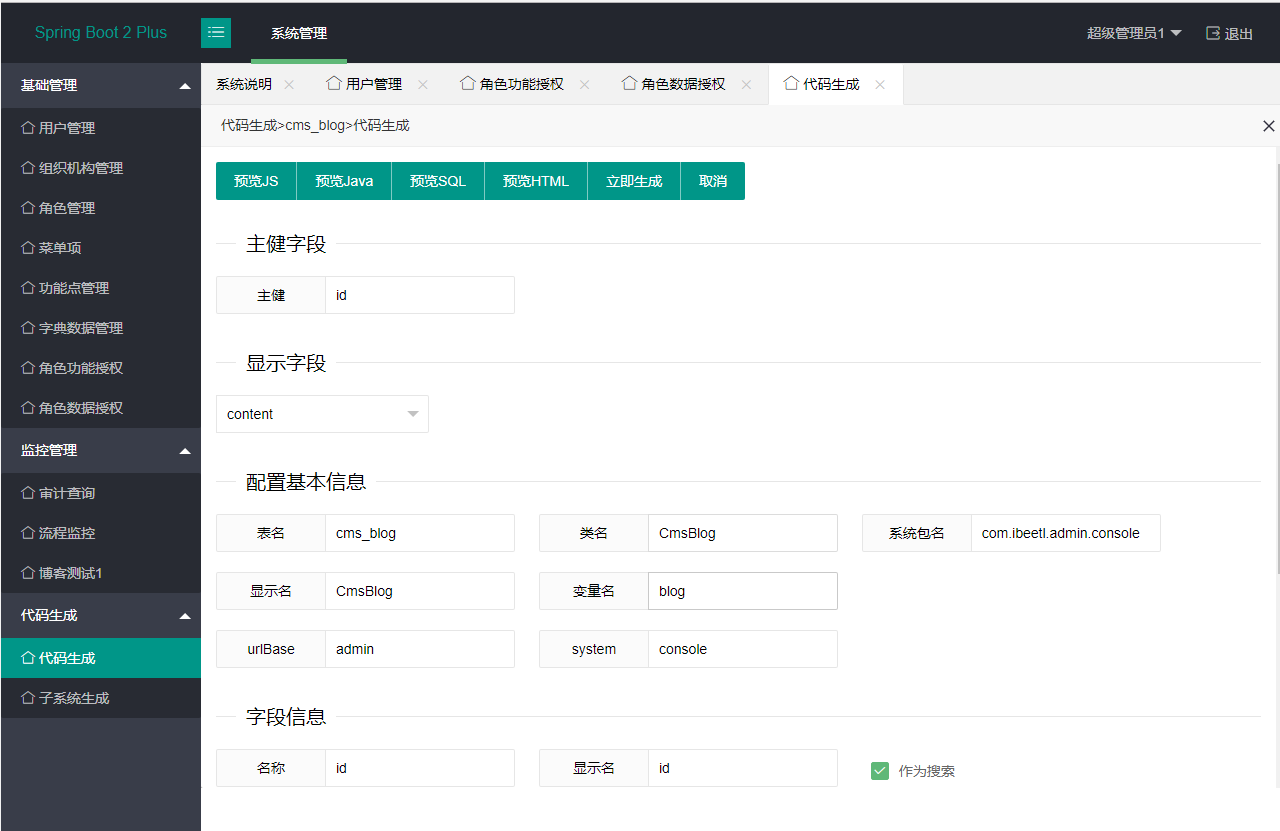 Spring Boot 2 Plus
系统管理
超级管理员1
退出
基础管理
用户管理
组织机构管理
角色管理
菜单项
功能点管理
字典数据管理
角色功能授权
角色数据授权
监控管理
审计查询
流程监控
博客测试1
代码生成
代码生成
子系统生成
系统说明 用户管理 角色功能授权 角色数据授权 代码生成
代码生成>cms_blog>代码生成
预览JS 预览Java 预览SQL 预览HTML 立即生成 取消
主健字段
主健 id
显示字段
content
配置基本信息
表名 cms_blog 类名 CmsBlog 系统包名 com.ibeetl.admin.console
显示名 CmsBlog 变量名 blog
urlBase admin system console
字段信息
名称 id 显示名 id 作为搜索